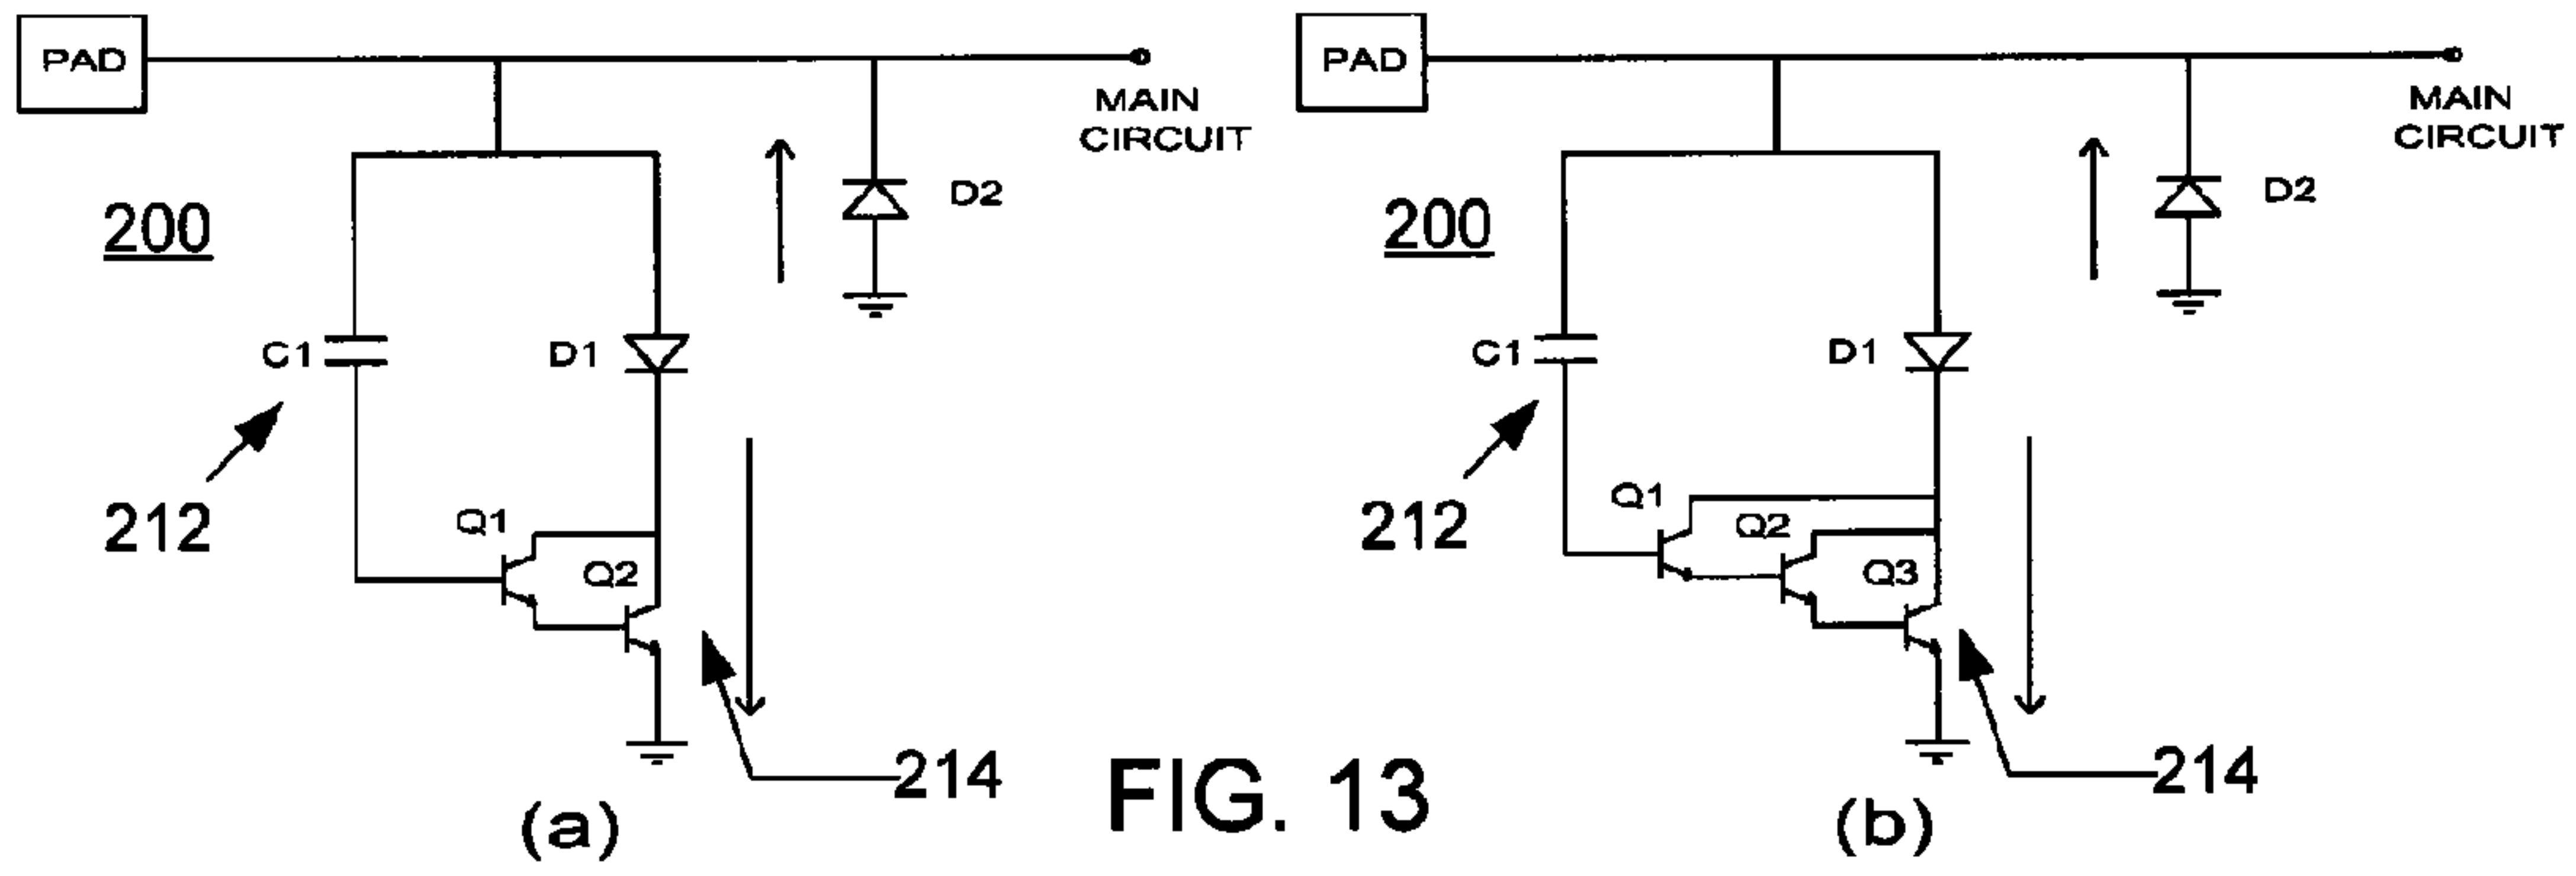 PAD
MAIN
CIRCUIT
D2
200
C1
D1
212
Q1
Q2
214
(a)
PAD
MAIN
CIRCUIT
D2
200
C1
D1
212
Q1
Q2
Q3
214
(b)
FIG. 13